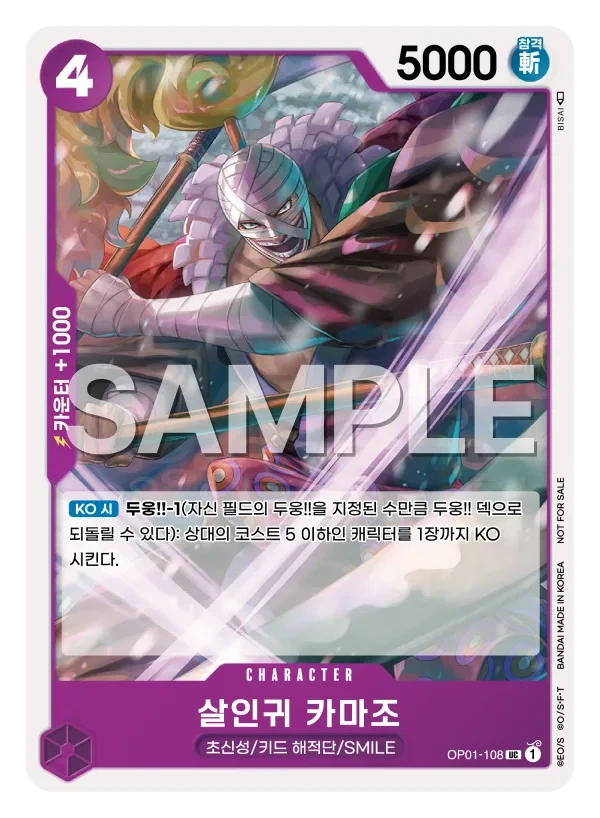 4
5000
참격
斬
BISAI
카운터 +1000
SAMPLE
KO 시 두웅!!-1(자신 필드의 두웅!!을 지정된 수만큼 두웅!! 덱으로
되돌릴 수 있다): 상대의 코스트 5 이하인 캐릭터를 1장까지 KO
시킨다.
CHARACTER
살인귀 카마조
초신성/키드 해적단/SMILE
OP01-108 UC 1
©EO/S ©O/S·F·T BANDAI MADE IN KOREA NOT FOR SALE